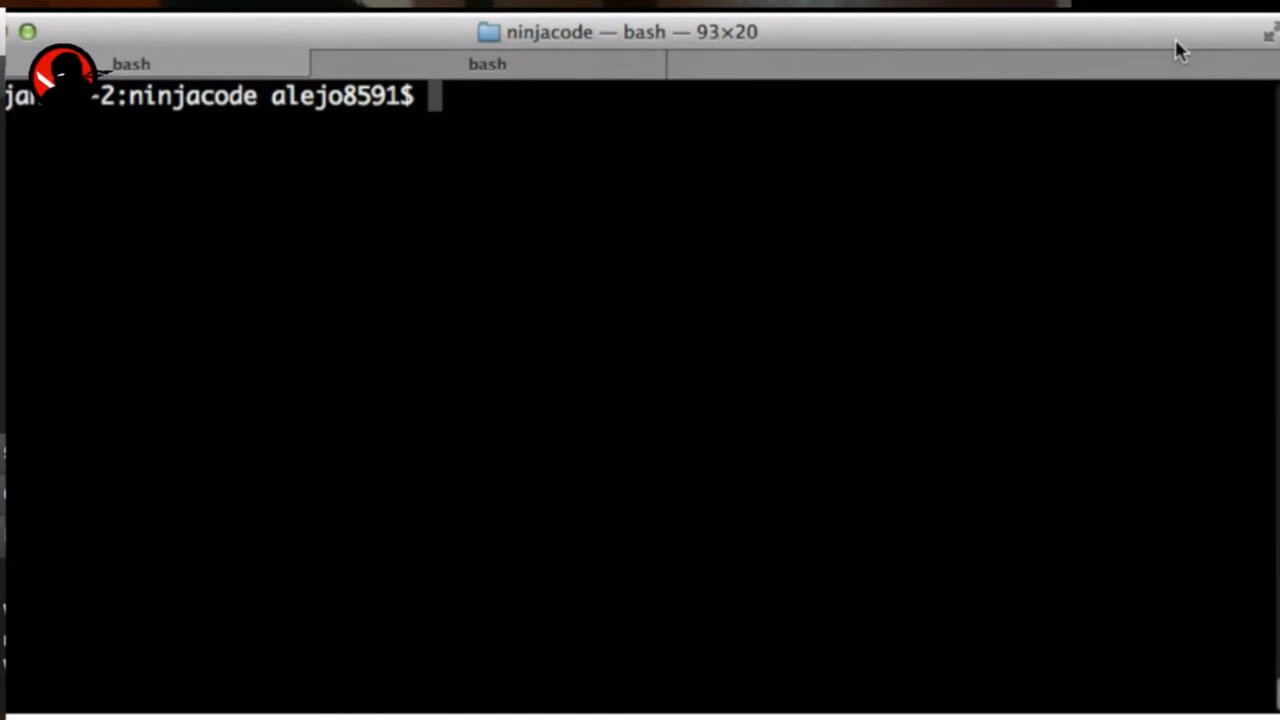 ninjacode — bash — 93×20
bash bash
-2:ninjacode alejo8591$